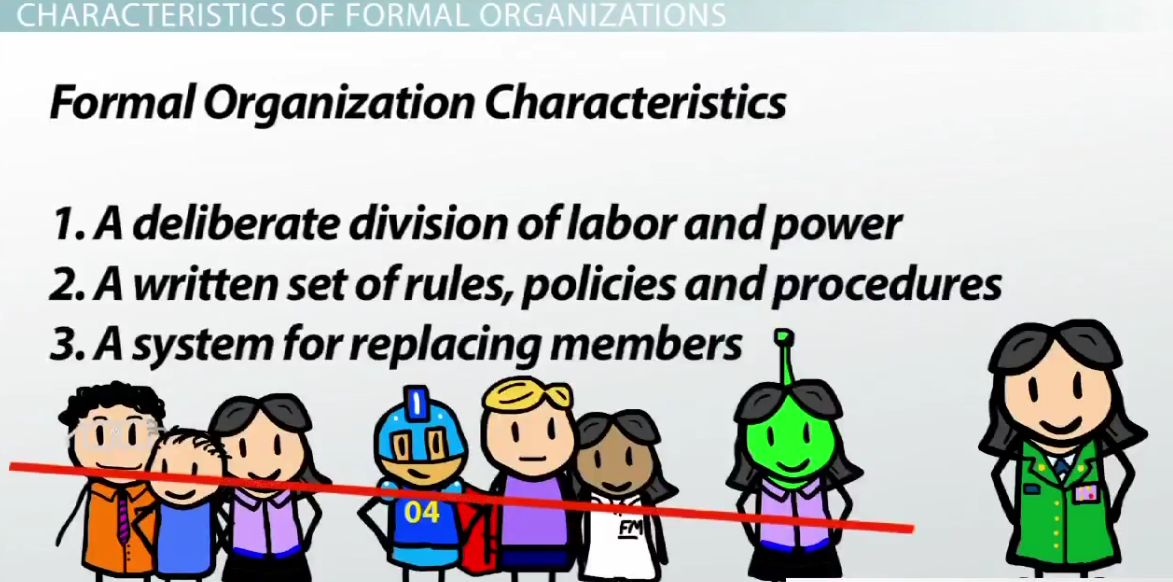 CHARACTERISTICS OF FORMAL ORGANIZATIONS
Formal Organization Characteristics
1. A deliberate division of labor and power
2. A written set of rules, policies and procedures
3. A system for replacing members
04
FM